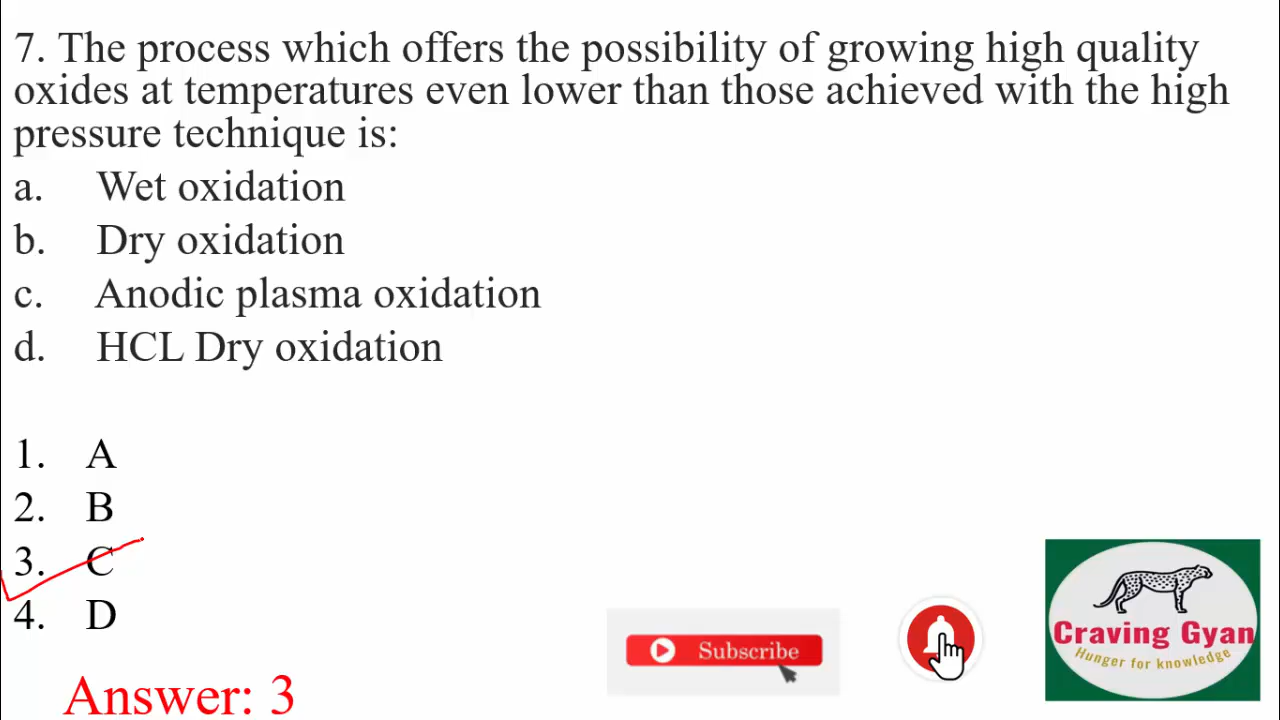 7. The process which offers the possibility of growing high quality
oxides at temperatures even lower than those achieved with the high
pressure technique is:
a. Wet oxidation
b. Dry oxidation
c. Anodic plasma oxidation
d. HCL Dry oxidation
1. A
2. B
3. C
4. D
Answer: 3
Subscribe
Craving Gyan
Hunger for knowledge